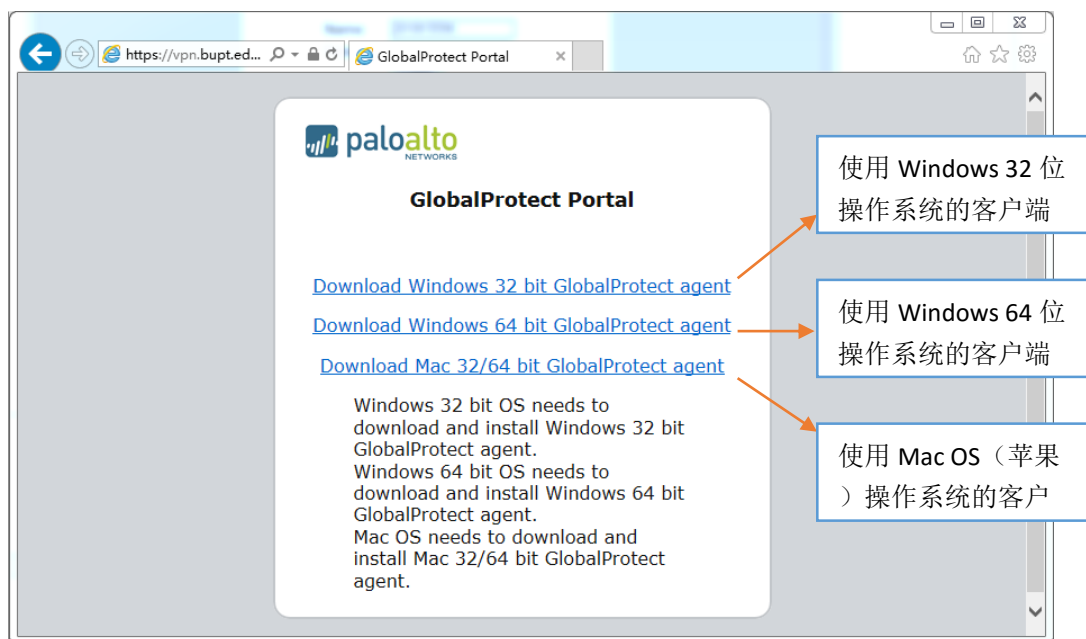 https://vpn.bupt.ed...
GlobalProtect Portal
paloalto
NETWORKS
GlobalProtect Portal
Download Windows 32 bit GlobalProtect agent
Download Windows 64 bit GlobalProtect agent
Download Mac 32/64 bit GlobalProtect agent
Windows 32 bit OS needs to
download and install Windows 32 bit
GlobalProtect agent.
Windows 64 bit OS needs to
download and install Windows 64 bit
GlobalProtect agent.
Mac OS needs to download and
install Mac 32/64 bit GlobalProtect
agent.
使用 Windows 32 位
操作系统的客户端
使用 Windows 64 位
操作系统的客户端
使用 Mac OS（苹果
）操作系统的客户